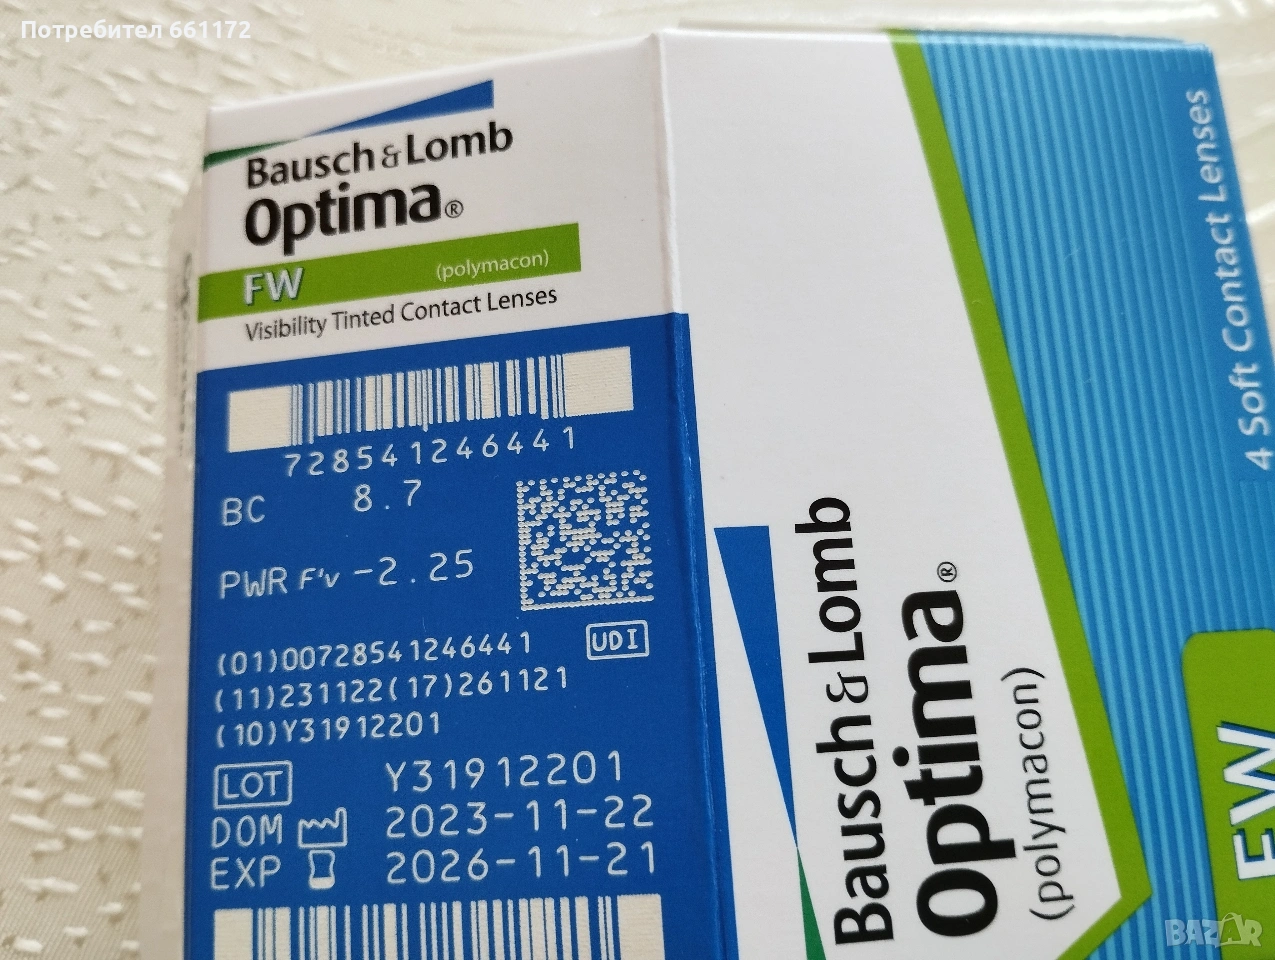 Потребител 661172
Bausch & Lomb
Optima®
FW (polymacon)
Visibility Tinted Contact Lenses
728541246441
BC 8.7
PWR F'v -2.25
(01)00728541246441 UDI
(11)231122(17)261121
(10)Y31912201
LOT Y31912201
DOM 2023-11-22
EXP 2026-11-21
Bausch & Lomb
Optima®
(polymacon)
4 Soft Contact Lenses
FW
BAZAR